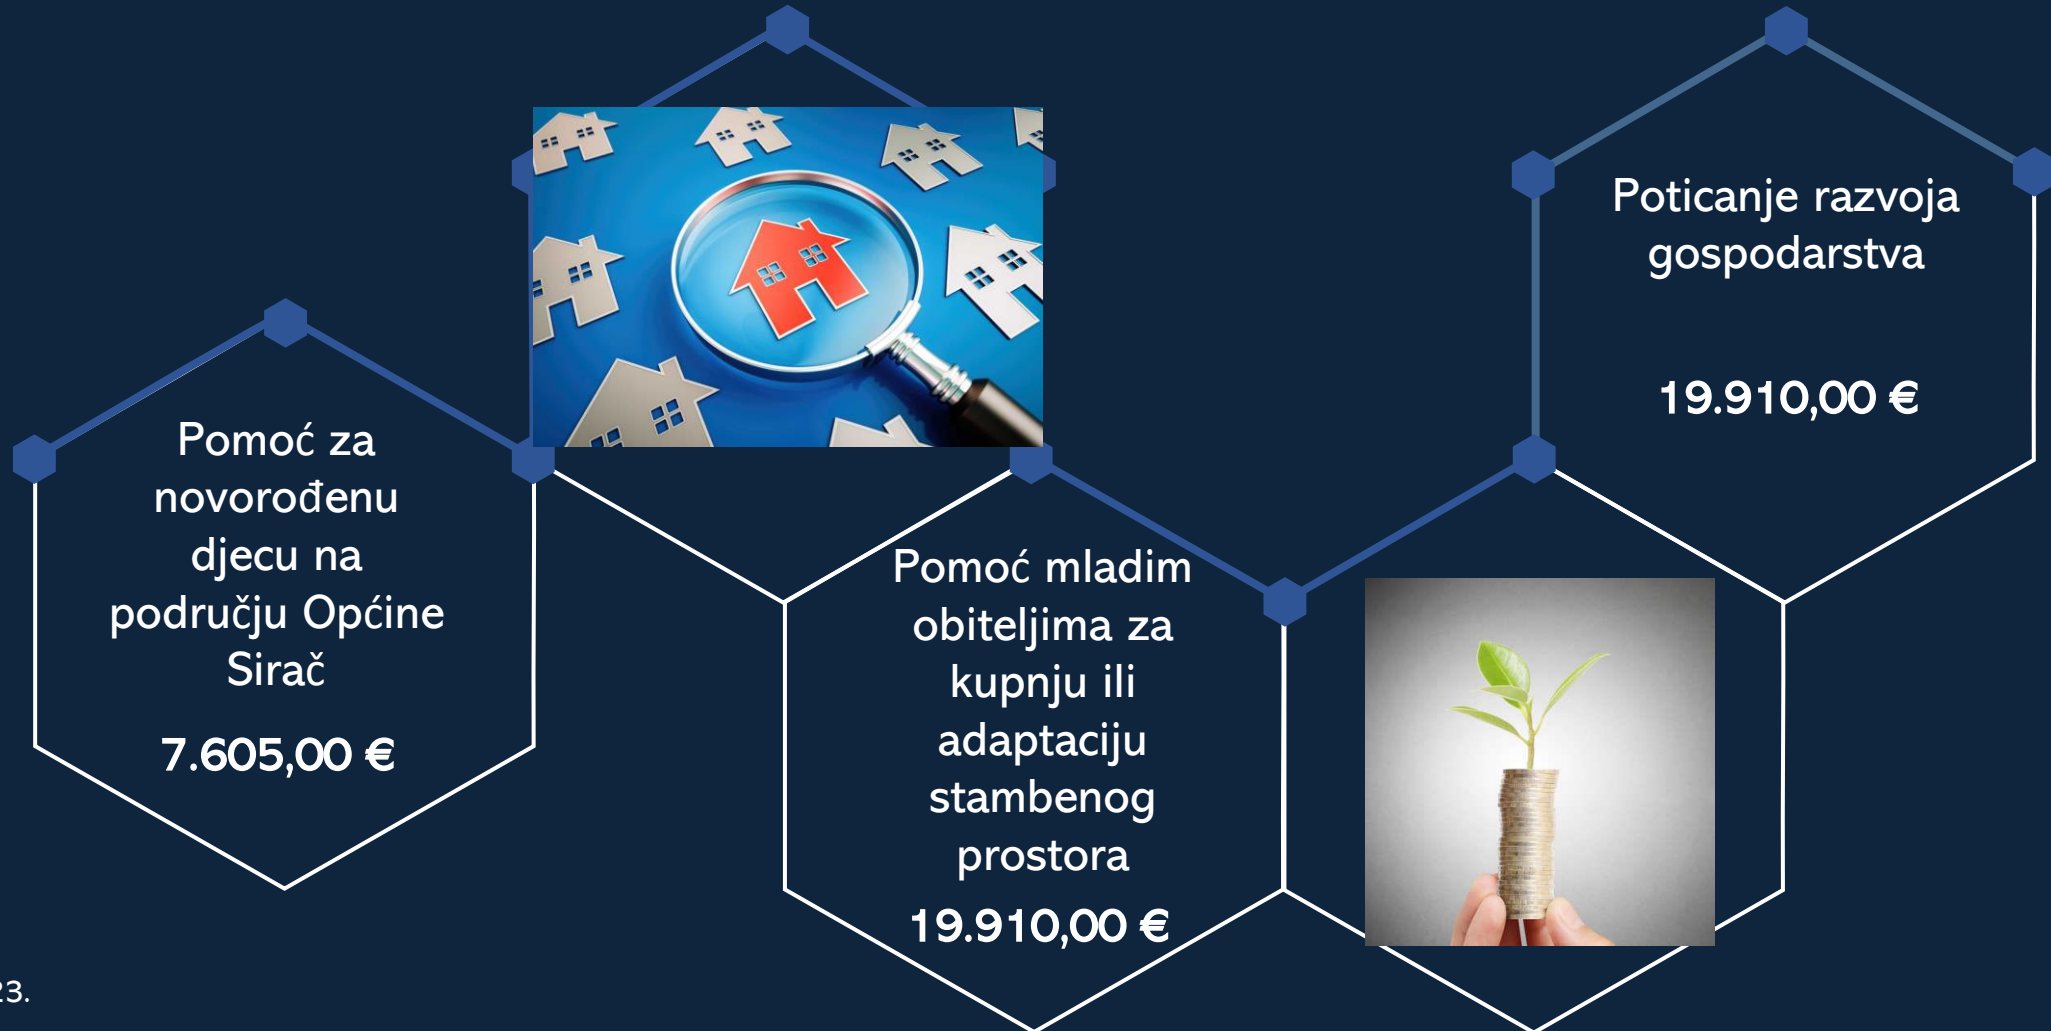 Pomoć za
novorođenu
djecu na
području Općine
Sirač
7.605,00 €
Pomoć mladim
obiteljima za
kupnju ili
adaptaciju
stambenog
prostora
19.910,00 €
Poticanje razvoja
gospodarstva
19.910,00 €
23.